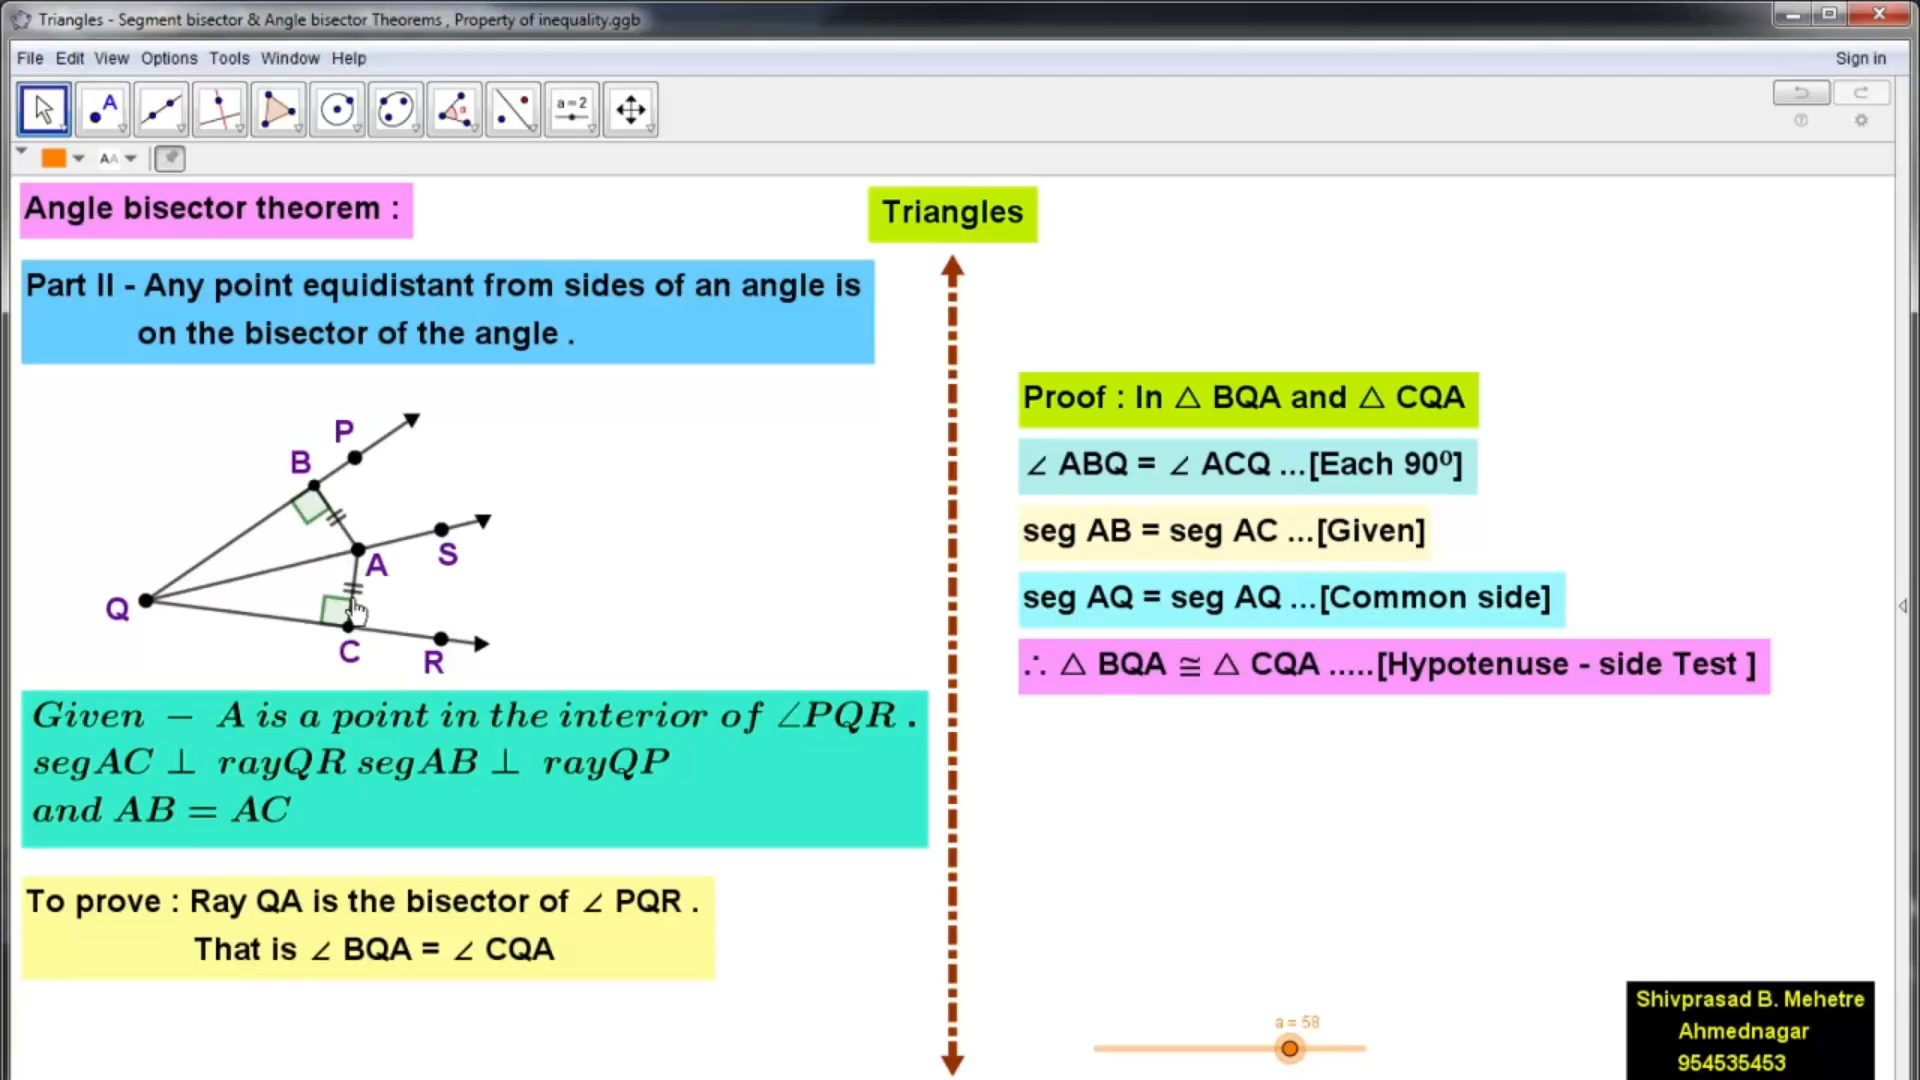 Triangles - Segment bisector & Angle bisector Theorems , Property of inequality.ggb
File Edit View Options Tools Window Help
Sign in
A
α
a = 2
AA
Angle bisector theorem :
Triangles
Part II - Any point equidistant from sides of an angle is
on the bisector of the angle .
P
B
S
A
Q
C
R
Given − A is a point in the interior of ∠PQR .
segAC ⊥ rayQR segAB ⊥ rayQP
and AB = AC
To prove : Ray QA is the bisector of ∠ PQR .
That is ∠ BQA = ∠ CQA
Proof : In △ BQA and △ CQA
∠ ABQ = ∠ ACQ ...[Each 90⁰]
seg AB = seg AC ...[Given]
seg AQ = seg AQ ...[Common side]
∴ △ BQA ≅ △ CQA .....[Hypotenuse - side Test ]
a = 58
Shivprasad B. Mehetre
Ahmednagar
954535453